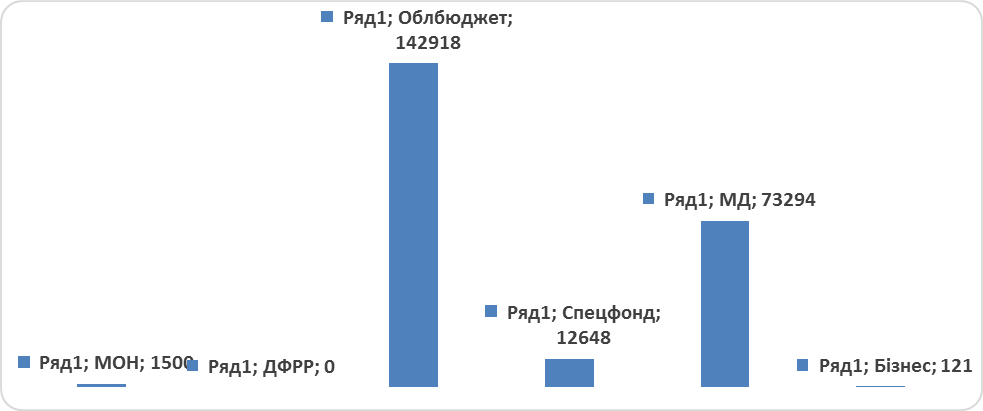 Ряд1; Облбюджет;
142918
Ряд1; МД; 73294
Ряд1; Спецфонд;
12648
Ряд1; МОН; 1500
Ряд1; ДФРР; 0
Ряд1; Бізнес; 121